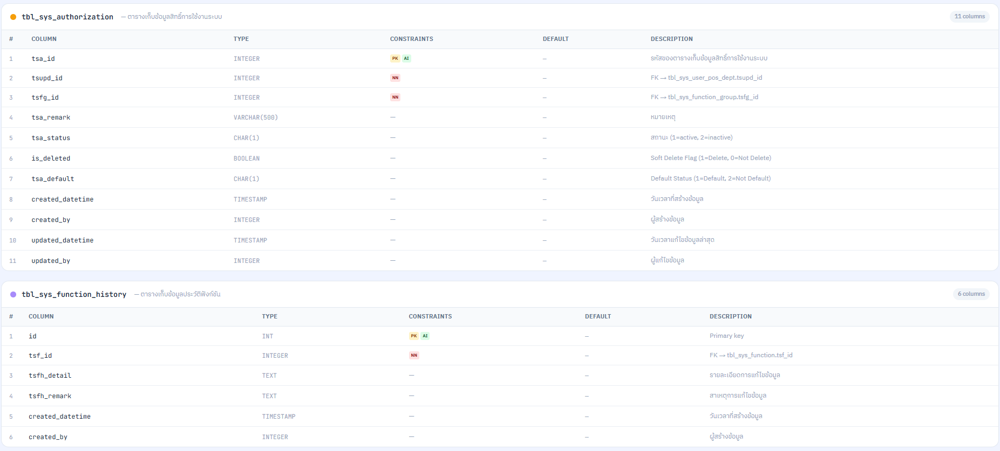 tbl_sys_authorization — ตารางเก็บข้อมูลสิทธิ์การใช้งานระบบ 11 columns
# COLUMN TYPE CONSTRAINTS DEFAULT DESCRIPTION
1 tsa_id INTEGER PK AI — รหัสของตารางเก็บข้อมูลสิทธิ์การใช้งานระบบ
2 tsupd_id INTEGER NN — FK → tbl_sys_user_pos_dept.tsupd_id
3 tsfg_id INTEGER NN — FK → tbl_sys_function_group.tsfg_id
4 tsa_remark VARCHAR(500) — — หมายเหตุ
5 tsa_status CHAR(1) — — สถานะ (1=active, 2=inactive)
6 is_deleted BOOLEAN — — Soft Delete Flag (1=Delete, 0=Not Delete)
7 tsa_default CHAR(1) — — Default Status (1=Default, 2=Not Default)
8 created_datetime TIMESTAMP — — วันเวลาที่สร้างข้อมูล
9 created_by INTEGER — — ผู้สร้างข้อมูล
10 updated_datetime TIMESTAMP — — วันเวลาแก้ไขข้อมูลล่าสุด
11 updated_by INTEGER — — ผู้แก้ไขข้อมูล
tbl_sys_function_history — ตารางเก็บข้อมูลประวัติฟังก์ชัน 6 columns
# COLUMN TYPE CONSTRAINTS DEFAULT DESCRIPTION
1 id INT PK AI — Primary key
2 tsf_id INTEGER NN — FK → tbl_sys_function.tsf_id
3 tsfh_detail TEXT — — รายละเอียดการแก้ไขข้อมูล
4 tsfh_remark TEXT — — สาเหตุการแก้ไขข้อมูล
5 created_datetime TIMESTAMP — — วันเวลาที่สร้างข้อมูล
6 created_by INTEGER — — ผู้สร้างข้อมูล